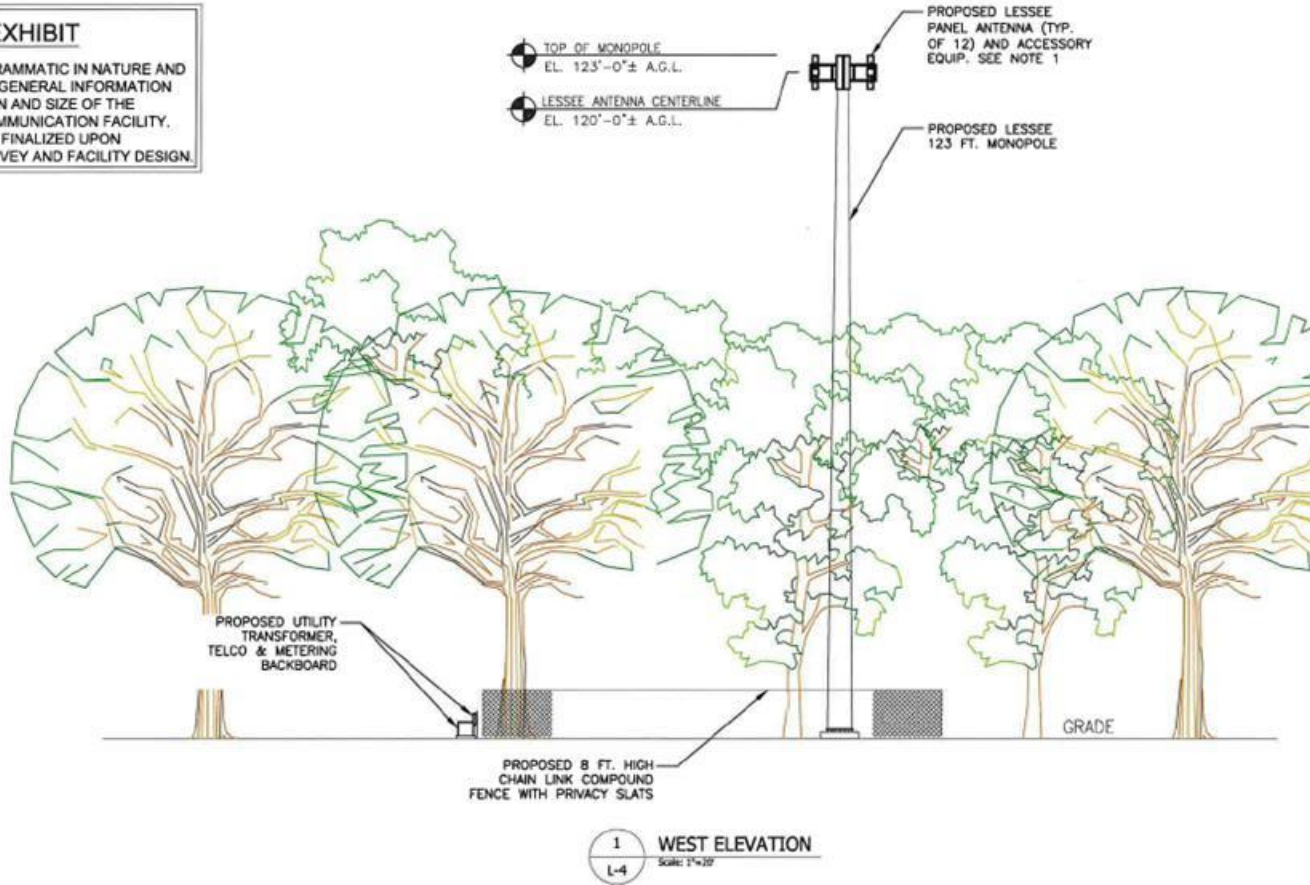 EXHIBIT
RAMMATIC IN NATURE AND
GENERAL INFORMATION
N AND SIZE OF THE
MMUNICATION FACILITY.
FINALIZED UPON
VEY AND FACILITY DESIGN.
TOP OF MONOPOLE
EL. 123'-0"± A.G.L.
LESSEE ANTENNA CENTERLINE
EL. 120'-0"± A.G.L.
PROPOSED LESSEE
PANEL ANTENNA (TYP.
OF 12) AND ACCESSORY
EQUIP. SEE NOTE 1
PROPOSED LESSEE
123 FT. MONOPOLE
PROPOSED UTILITY
TRANSFORMER,
TELCO & METERING
BACKBOARD
GRADE
PROPOSED 8 FT. HIGH
CHAIN LINK COMPOUND
FENCE WITH PRIVACY SLATS
1
L-4
WEST ELEVATION
Scale: 1"=20'